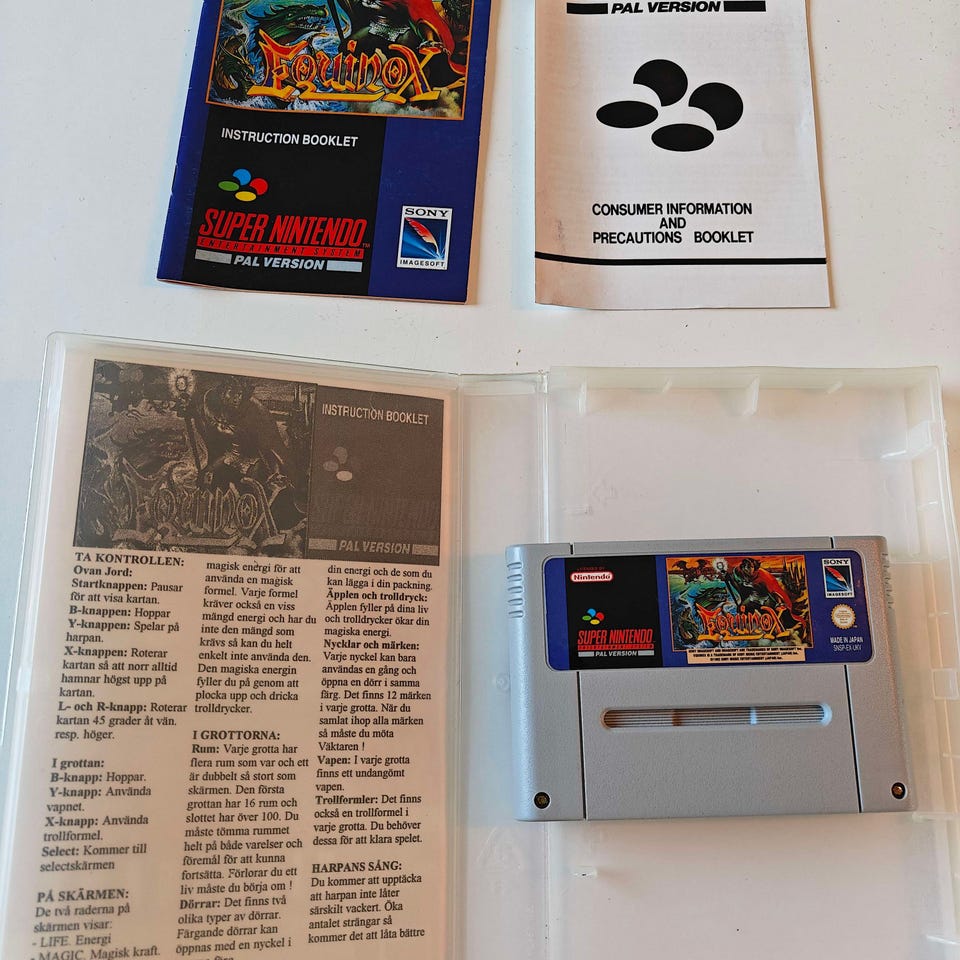 EQUINOX
INSTRUCTION BOOKLET
SUPER NINTENDO
ENTERTAINMENT SYSTEM
PAL VERSION
SONY
IMAGESOFT
PAL VERSION
CONSUMER INFORMATION
AND
PRECAUTIONS BOOKLET
EQUINOX
INSTRUCTION BOOKLET
PAL VERSION
TA KONTROLLEN:
Ovan Jord:
Startknappen: Pausar
för att visa kartan.
B-knappen: Hoppar
Y-knappen: Spelar på
harpan.
X-knappen: Roterar
kartan så att norr alltid
hamnar högst upp på
kartan.
L- och R-knapp: Roterar
kartan 45 grader åt vän.
resp. höger.
I grottan:
B-knapp: Hoppar.
Y-knapp: Använda
vapnet.
X-knapp: Använda
trollformel.
Select: Kommer till
selectskärmen
PÅ SKÄRMEN:
De två raderna på
skärmen visar:
- LIFE. Energi
- MAGIC. Magisk kraft.
magisk energi för att
använda en magisk
formel. Varje formel
kräver också en viss
mängd energi och har du
inte den mängd som
krävs så kan du helt
enkelt inte använda den.
Den magiska energin
fyller du på genom att
plocka upp och dricka
trolldrycker.
I GROTTORNA:
Rum: Varje grotta har
flera rum som var och ett
är dubbelt så stort som
skärmen. Den första
grottan har 16 rum och
slottet har över 100. Du
måste tömma rummet
helt på både varelser och
föremål för att kunna
fortsätta. Förlorar du ett
liv måste du börja om !
Dörrar: Det finns två
olika typer av dörrar.
Färgande dörrar kan
öppnas med en nyckel i
din energi och de som du
kan lägga i din packning.
Äpplen och trolldryck:
Äpplen fyller på dina liv
och trolldrycker ökar din
magiska energi.
Nycklar och märken:
Varje nyckel kan bara
användas en gång och
öppna en dörr i samma
färg. Det finns 12 märken
i varje grotta. När du
samlat ihop alla märken
så måste du möta
Väktaren !
Vapen: I varje grotta
finns ett undangömt
vapen.
Trollformler: Det finns
också en trollformel i
varje grotta. Du behöver
dessa för att klara spelet.
HARPANS SÅNG:
Du kommer att upptäcka
att harpan inte låter
särskilt vackert. Öka
antalet strängar så
kommer det att låta bättre
LICENSED BY
Nintendo
SUPER NINTENDO
ENTERTAINMENT SYSTEM
PAL VERSION
EQUINOX
SONY
IMAGESOFT
MADE IN JAPAN
SNSP-EX-UKV